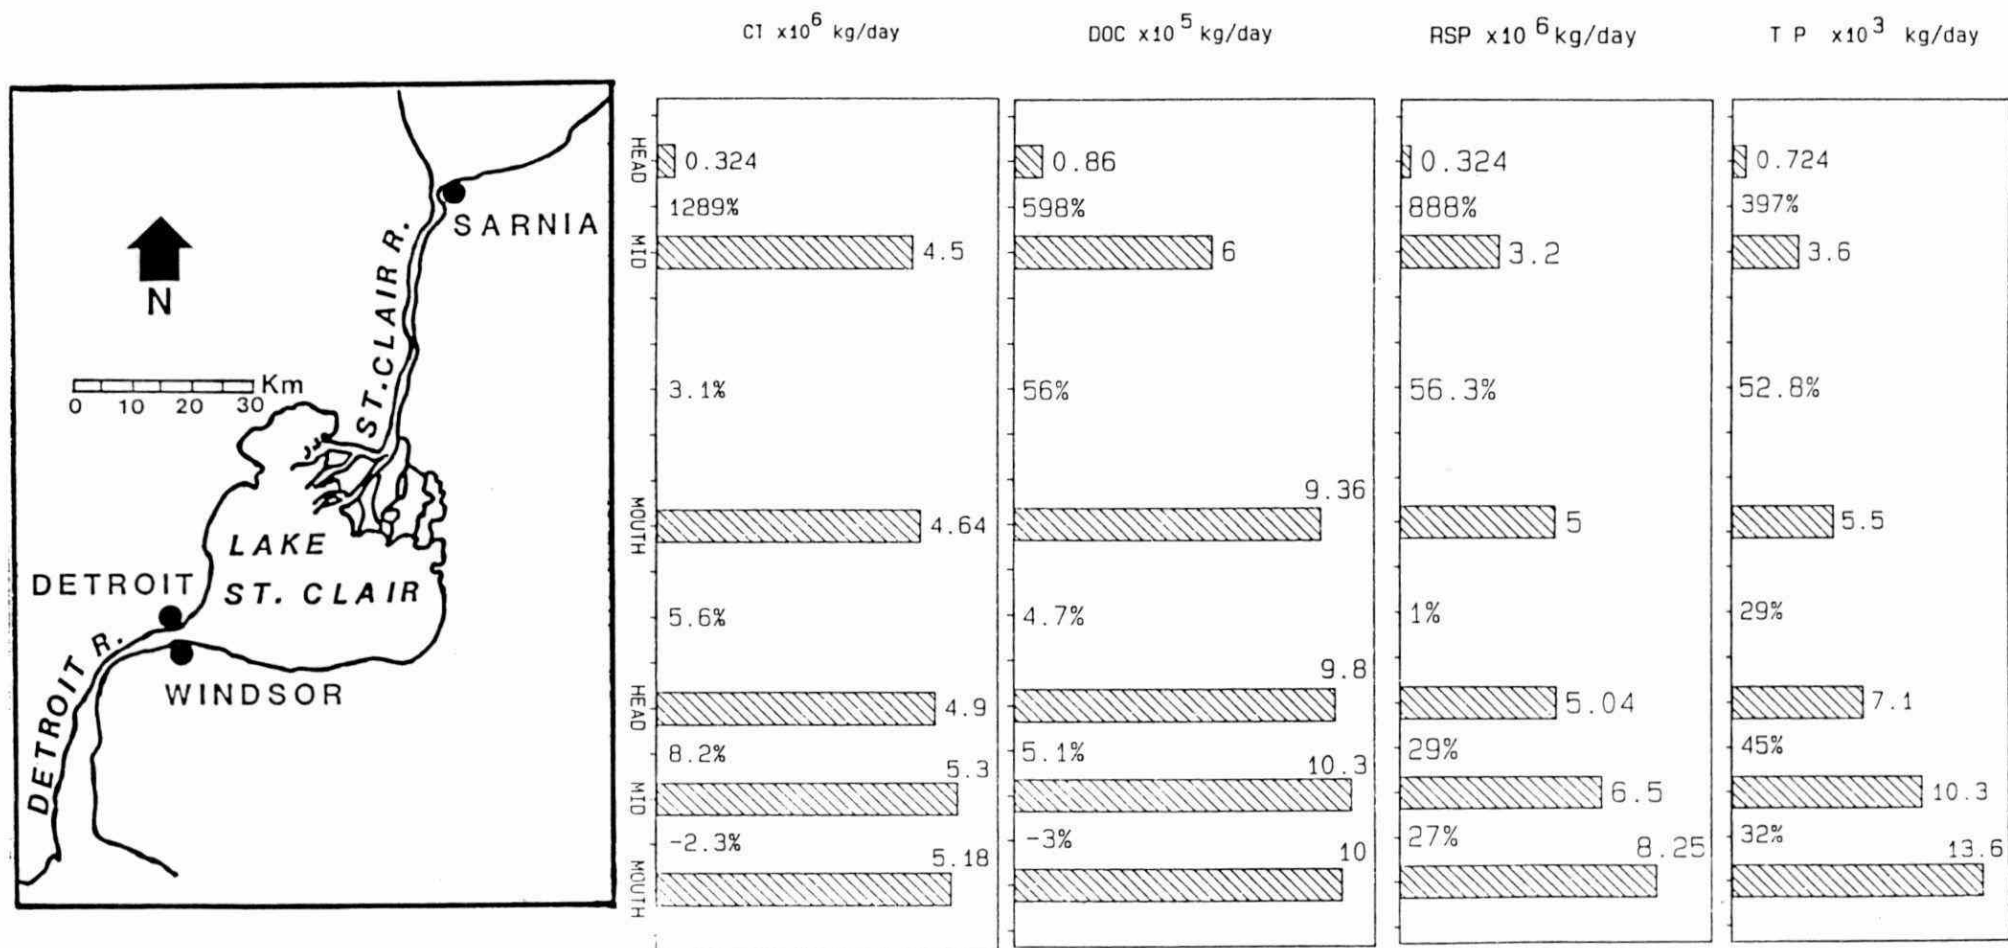 CI x10^6 kg/day
DOC x10^5 kg/day
RSP x10^6 kg/day
T P x10^3 kg/day
SARNIA
N
ST. CLAIR R.
Km
0 10 20 30
LAKE
ST. CLAIR
DETROIT
DETROIT R.
WINDSOR
HEAD
0.324
0.86
0.324
0.724
1289%
598%
888%
397%
MID
4.5
6
3.2
3.6
3.1%
56%
56.3%
52.8%
MOUTH
4.64
9.36
5
5.5
5.6%
4.7%
1%
29%
HEAD
4.9
9.8
5.04
7.1
8.2%
5.1%
29%
45%
MID
5.3
10.3
6.5
10.3
-2.3%
-3%
27%
32%
MOUTH
5.18
10
8.25
13.6